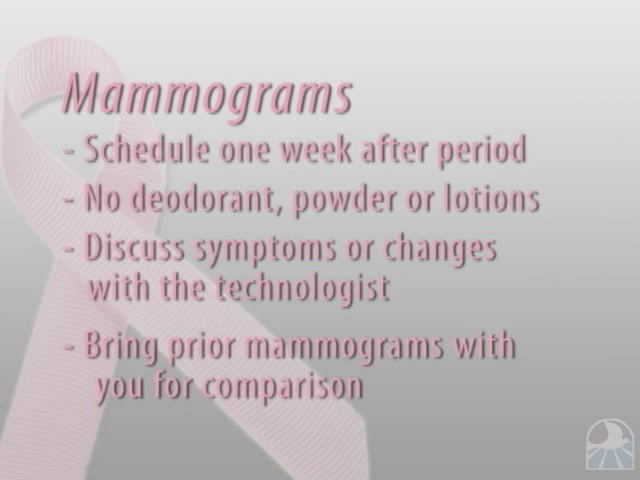 Mammograms
- Schedule one week after period
- No deodorant, powder or lotions
- Discuss symptoms or changes
with the technologist
- Bring prior mammograms with
you for comparison